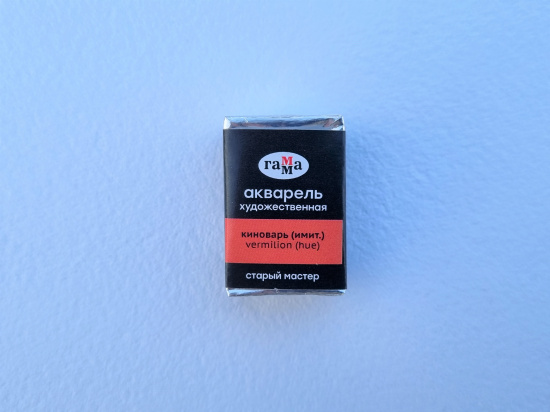 гамма
акварель
художественная
киноварь (имит.)
vermilion (hue)
старый мастер